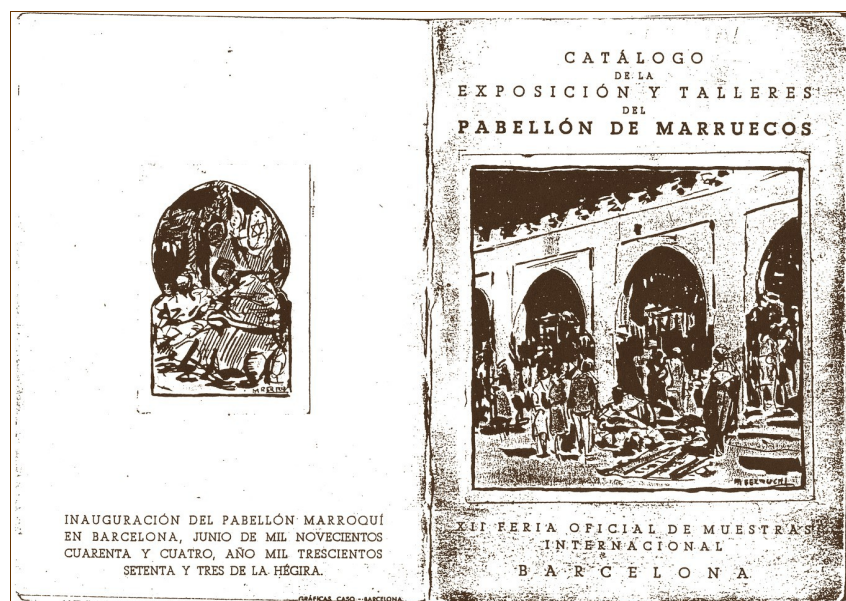 INAUGURACIÓN DEL PABELLÓN MARROQUÍ
EN BARCELONA, JUNIO DE MIL NOVECIENTOS
CUARENTA Y CUATRO, AÑO MIL TRESCIENTOS
SETENTA Y TRES DE LA HÉGIRA.
GRÁFICAS CASO - BARCELONA
CATÁLOGO
DE LA
EXPOSICIÓN Y TALLERES
DEL
PABELLÓN DE MARRUECOS
M BERTUCHI
XII FERIA OFICIAL DE MUESTRAS
INTERNACIONAL
BARCELONA